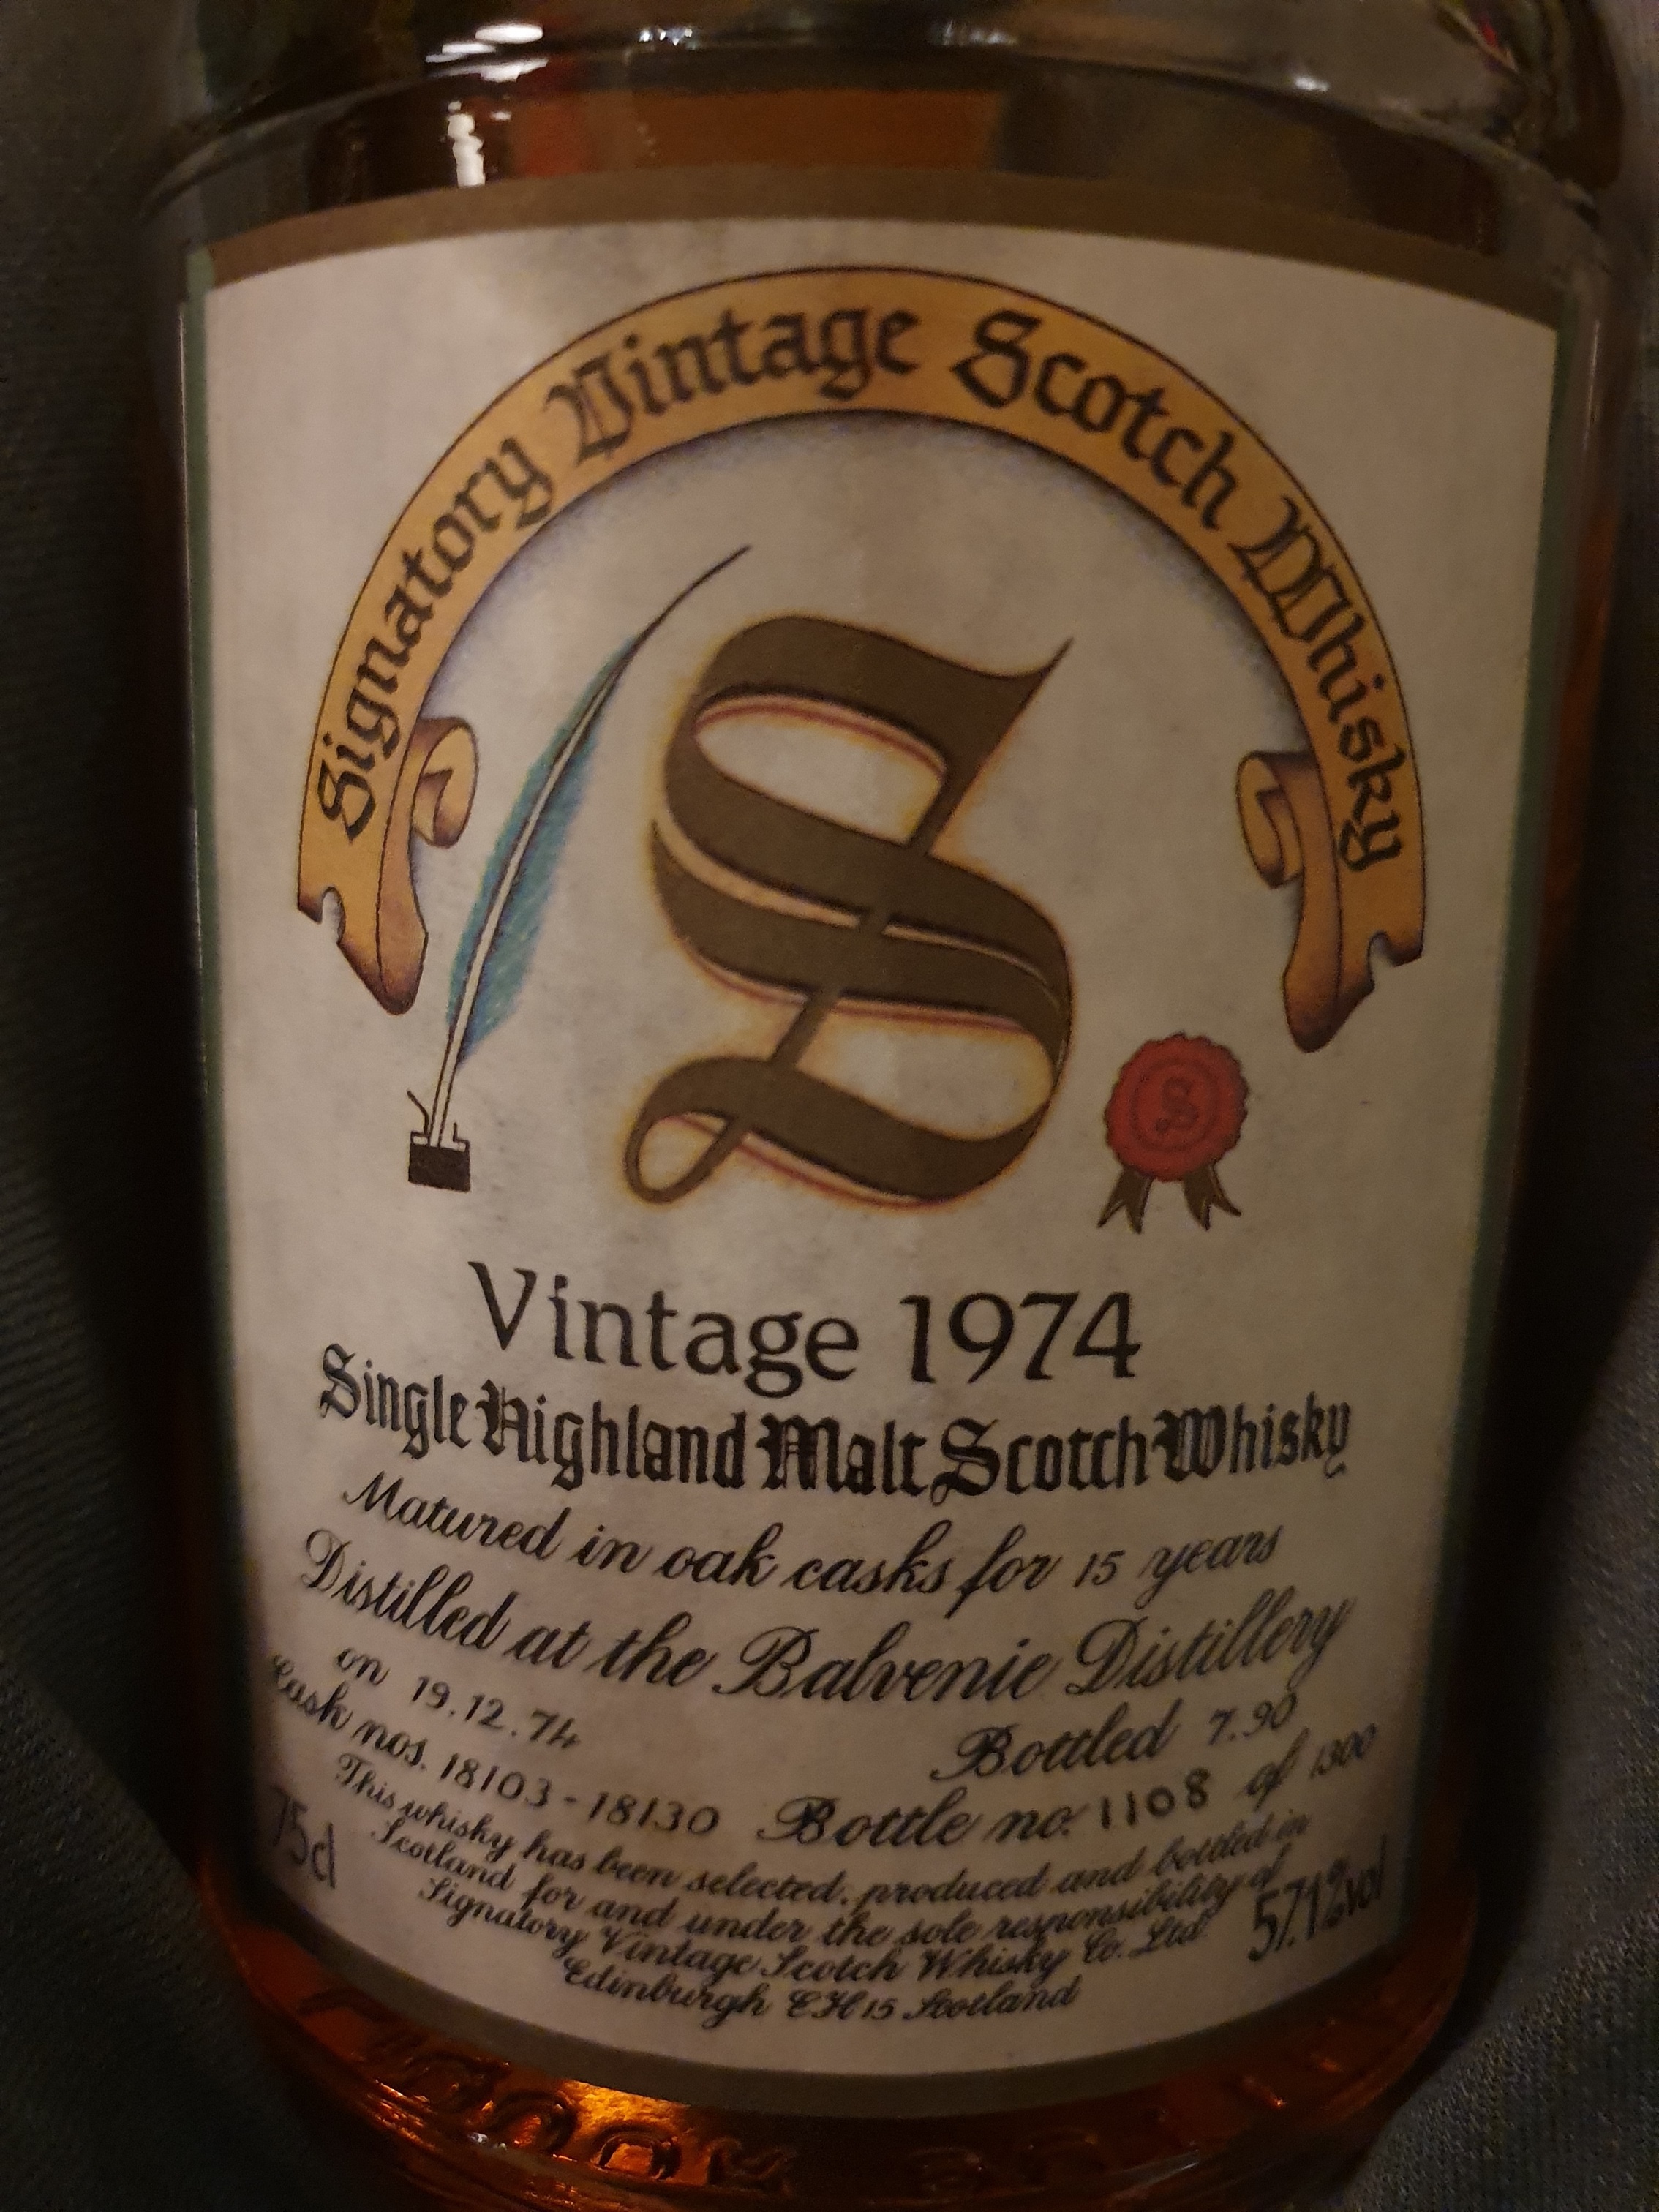 Signatory Vintage Scotch Whisky
S
S
Vintage 1974
Single Highland Malt Scotch Whisky
Matured in oak casks for 15 years
Distilled at the Balvenie Distillery
on 19.12.74
Bottled 7.90
Cask nos. 18103-18130 Bottle no. 1108 of 1300
This whisky has been selected, produced and bottled in
Scotland for and under the sole responsibility of
Signatory Vintage Scotch Whisky Co. Ltd
Edinburgh EH15 Scotland
75cl
57.1%vol